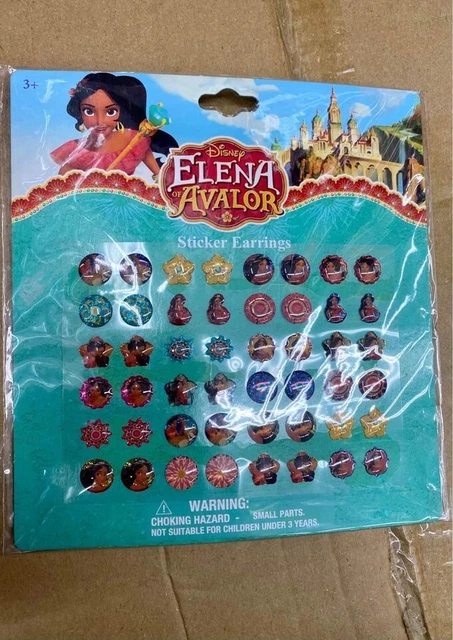 3+
Disney
ELENA
OF AVALOR
Sticker Earrings
WARNING:
CHOKING HAZARD - SMALL PARTS.
NOT SUITABLE FOR CHILDREN UNDER 3 YEARS.